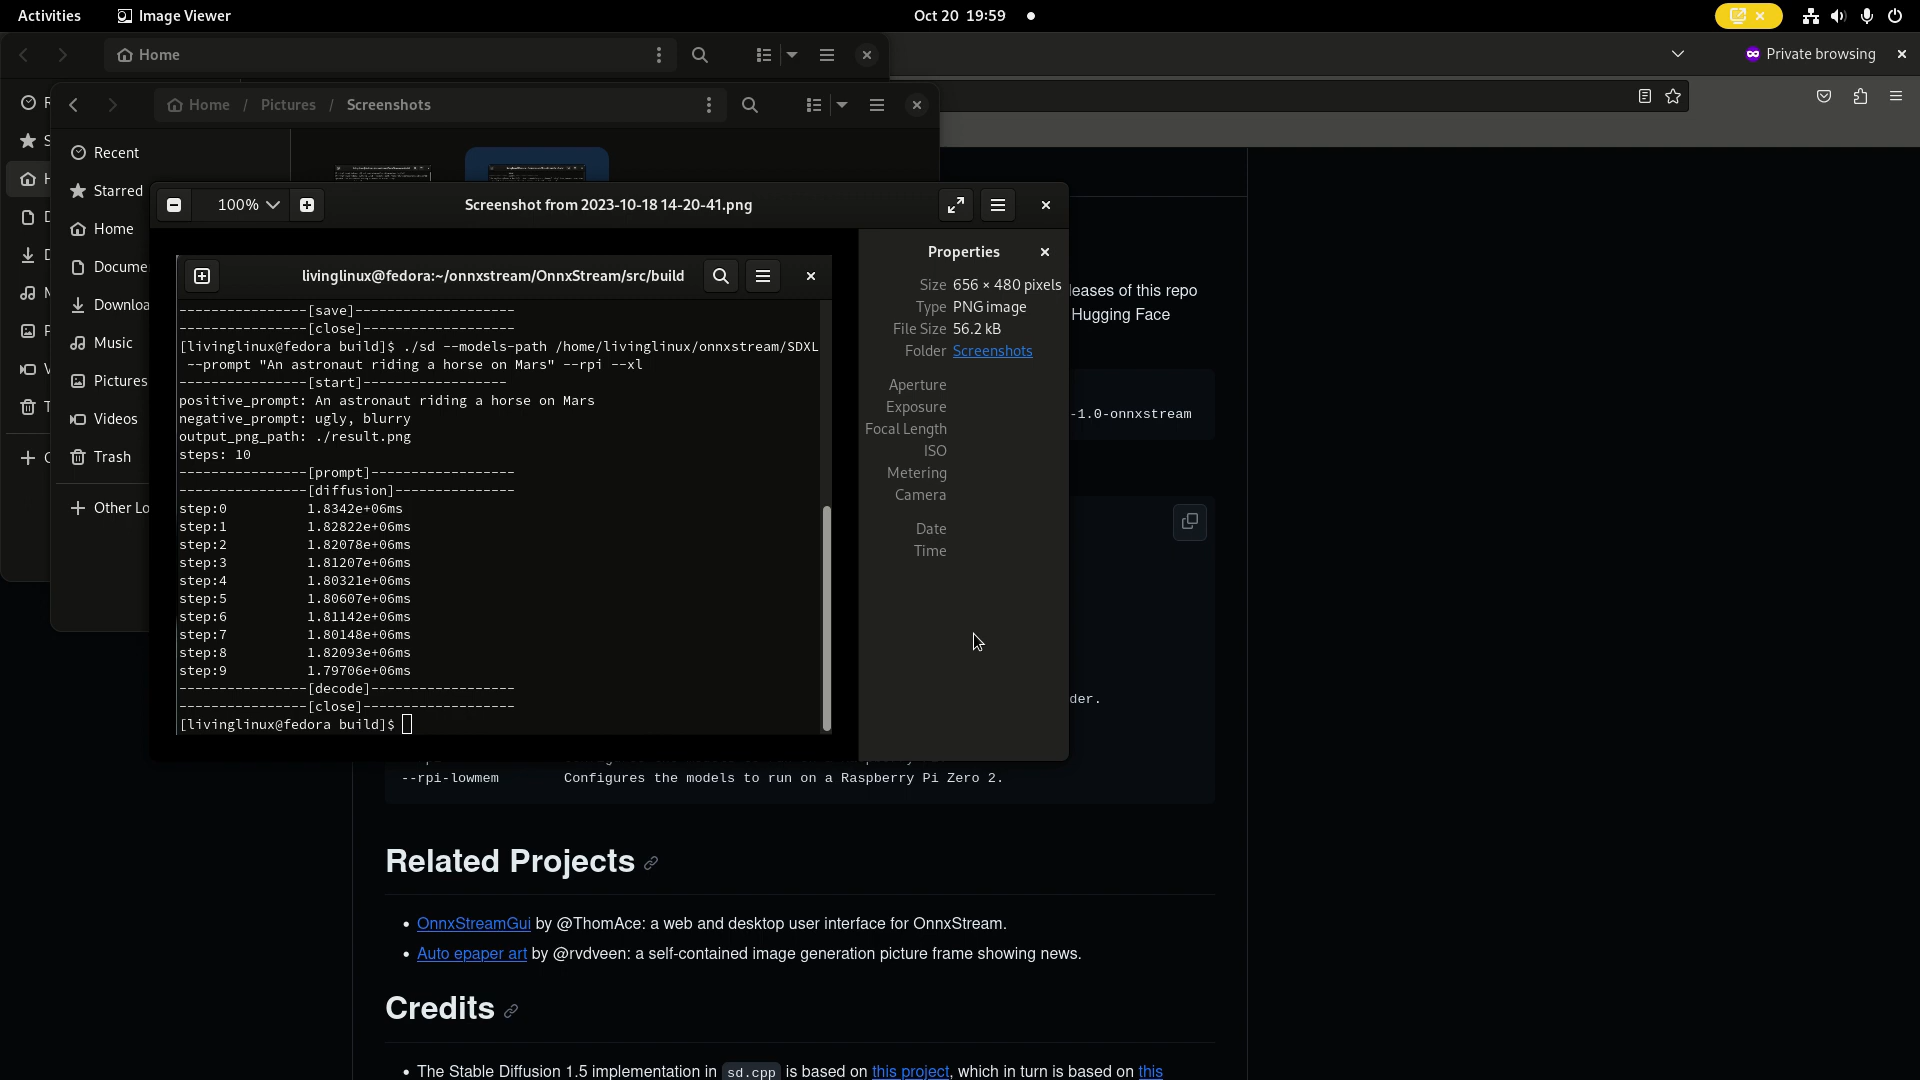 Activities
Image Viewer
Oct 20 19:59
Home
Private browsing
Home / Pictures / Screenshots
Recent
Starred
Home
Docume
Downloa
Music
Pictures
Videos
Trash
Other Lo
100%
Screenshot from 2023-10-18 14-20-41.png
livinglinux@fedora:~/onnxstream/OnnxStream/src/build
----------------[save]--------------------
----------------[close]-------------------
[livinglinux@fedora build]$ ./sd --models-path /home/livinglinux/onnxstream/SDXL
--prompt "An astronaut riding a horse on Mars" --rpi --xl
----------------[start]------------------
positive_prompt: An astronaut riding a horse on Mars
negative_prompt: ugly, blurry
output_png_path: ./result.png
steps: 10
----------------[prompt]------------------
----------------[diffusion]---------------
step:0 1.8342e+06ms
step:1 1.82822e+06ms
step:2 1.82078e+06ms
step:3 1.81207e+06ms
step:4 1.80321e+06ms
step:5 1.80607e+06ms
step:6 1.81142e+06ms
step:7 1.80148e+06ms
step:8 1.82093e+06ms
step:9 1.79706e+06ms
----------------[decode]------------------
----------------[close]-------------------
[livinglinux@fedora build]$
Properties
Size 656 × 480 pixels
Type PNG image
File Size 56.2 kB
Folder Screenshots
Aperture
Exposure
Focal Length
ISO
Metering
Camera
Date
Time
leases of this repo
Hugging Face
-1.0-onnxstream
der.
--rpi-lowmem Configures the models to run on a Raspberry Pi Zero 2.
Related Projects
• OnnxStreamGui by @ThomAce: a web and desktop user interface for OnnxStream.
• Auto epaper art by @rvdveen: a self-contained image generation picture frame showing news.
Credits
• The Stable Diffusion 1.5 implementation in sd.cpp is based on this project, which in turn is based on this